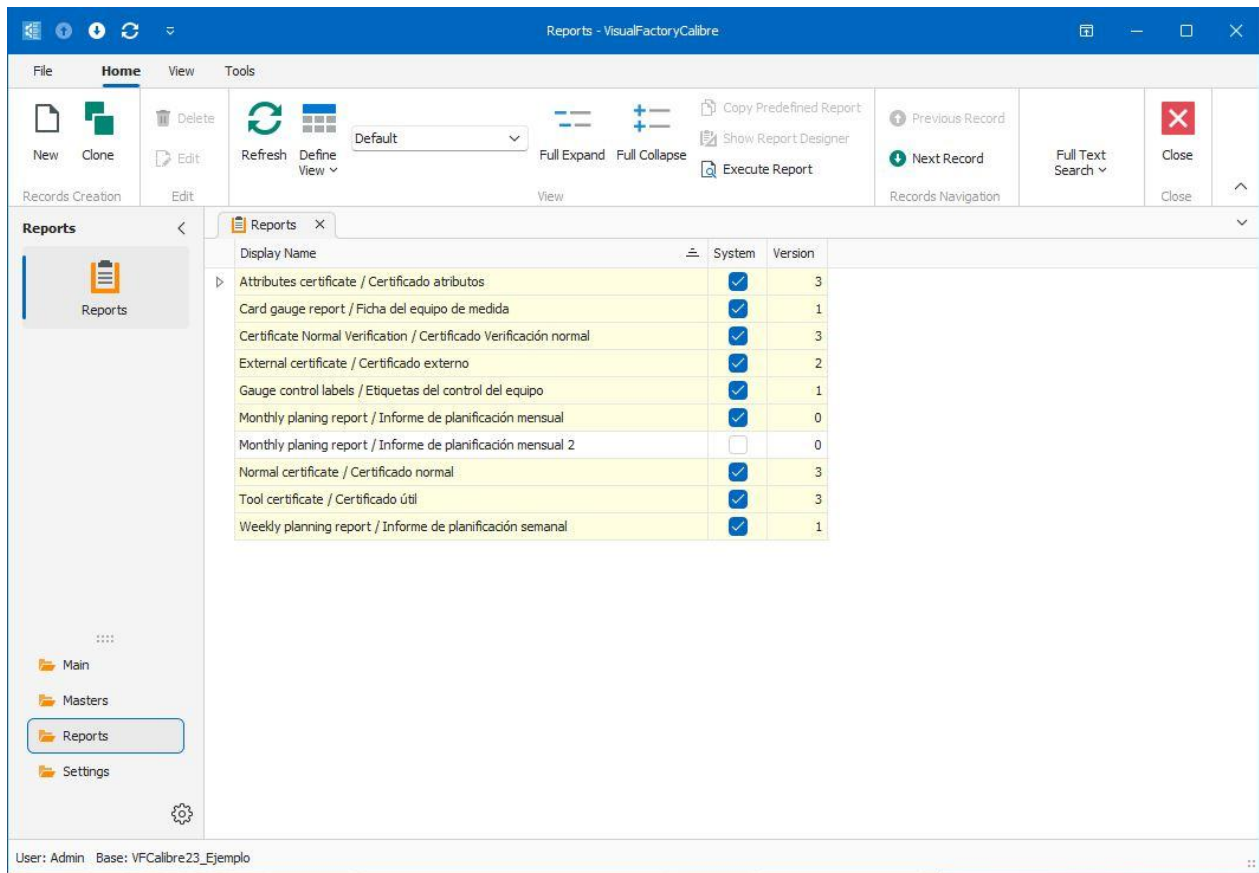 Reports - VisualFactoryCalibre
File Home View Tools
New Clone
Delete
Edit
Records Creation
Edit
Refresh Define View
Default
Full Expand Full Collapse
Copy Predefined Report
Show Report Designer
Execute Report
View
Previous Record
Next Record
Records Navigation
Full Text Search
Close
Close
Reports
Reports
Reports
Display Name System Version
Attributes certificate / Certificado atributos 3
Card gauge report / Ficha del equipo de medida 1
Certificate Normal Verification / Certificado Verificación normal 3
External certificate / Certificado externo 2
Gauge control labels / Etiquetas del control del equipo 1
Monthly planing report / Informe de planificación mensual 0
Monthly planing report / Informe de planificación mensual 2 0
Normal certificate / Certificado normal 3
Tool certificate / Certificado útil 3
Weekly planning report / Informe de planificación semanal 1
Main
Masters
Reports
Settings
User: Admin Base: VFCalibre23_Ejemplo